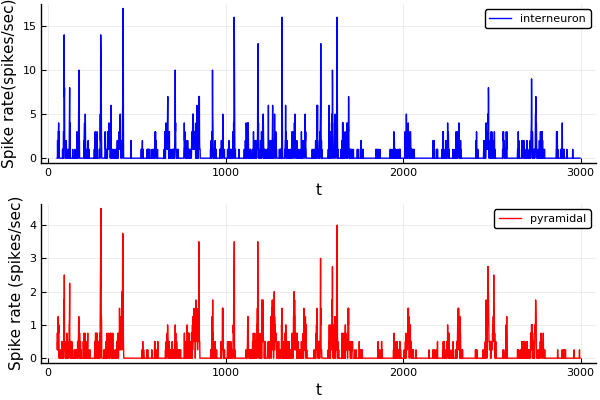 Spike rate(spikes/sec)
15
10
5
0
interneuron
0
1000
2000
3000
t
Spike rate (spikes/sec)
4
3
2
1
0
pyramidal
0
1000
2000
3000
t